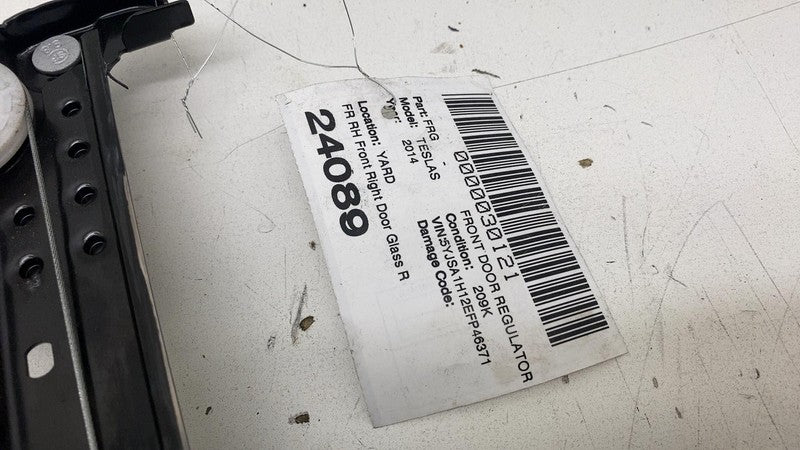 0000030121
Part: FRG - FRONT DOOR REGULATOR
Model: TESLAS Condition: 209K
Year: 2014 VIN:5YJSA1H12EFP46371
Damage Code:
Location: YARD
FR RH Front Right Door Glass R
24089